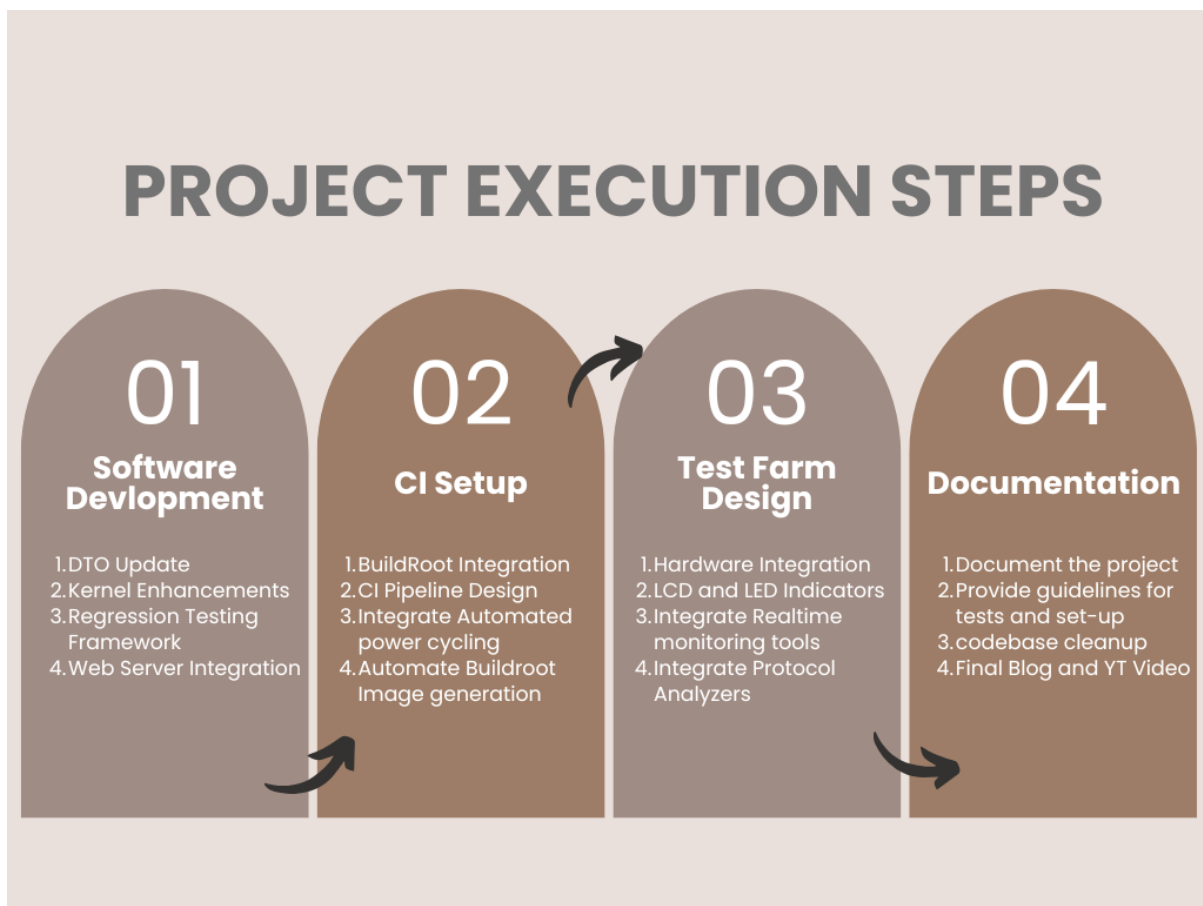 PROJECT EXECUTION STEPS
01
Software
Devlopment
1.DTO Update
2.Kernel Enhancements
3.Regression Testing
Framework
4.Web Server Integration
02
CI Setup
1.BuildRoot Integration
2.CI Pipeline Design
3.Integrate Automated
power cycling
4.Automate Buildroot
Image generation
03
Test Farm
Design
1.Hardware Integration
2.LCD and LED Indicators
3.Integrate Realtime
monitoring tools
4.Integrate Protocol
Analyzers
04
Documentation
1.Document the project
2.Provide guidelines for
tests and set-up
3.codebase cleanup
4.Final Blog and YT Video